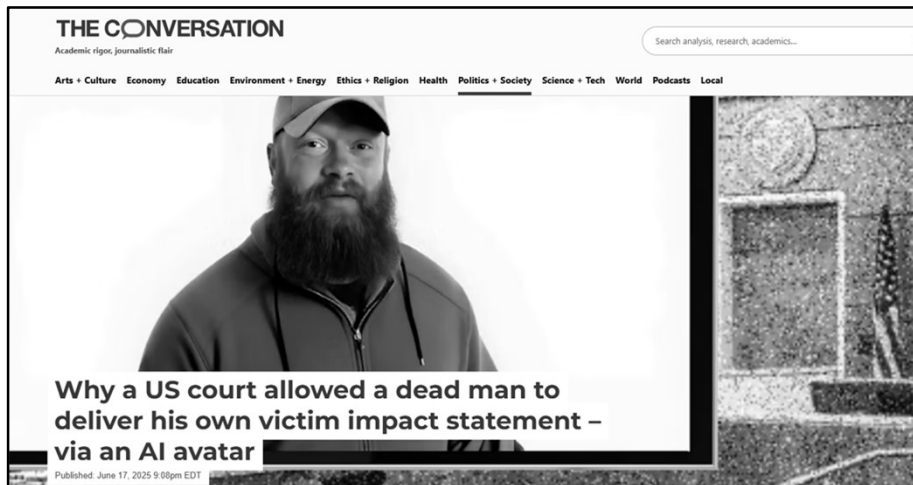 THE CONVERSATION
Academic rigor, journalistic flair
Search analysis, research, academics...
Arts + Culture Economy Education Environment + Energy Ethics + Religion Health Politics + Society Science + Tech World Podcasts Local
Why a US court allowed a dead man to
deliver his own victim impact statement –
via an AI avatar
Published: June 17, 2025 9:08pm EDT